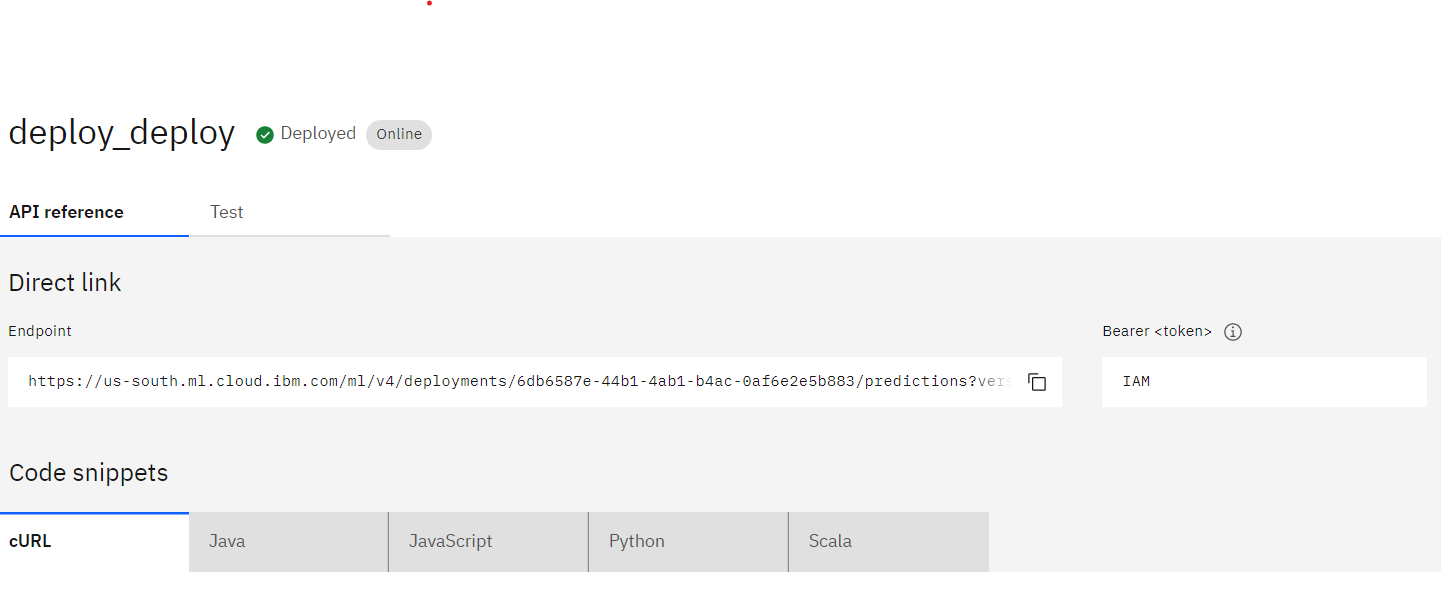 deploy_deploy Deployed Online
API reference Test
Direct link
Endpoint Bearer <token>
https://us-south.ml.cloud.ibm.com/ml/v4/deployments/6db6587e-44b1-4ab1-b4ac-0af6e2e5b883/predictions?vers IAM
Code snippets
cURL Java JavaScript Python Scala